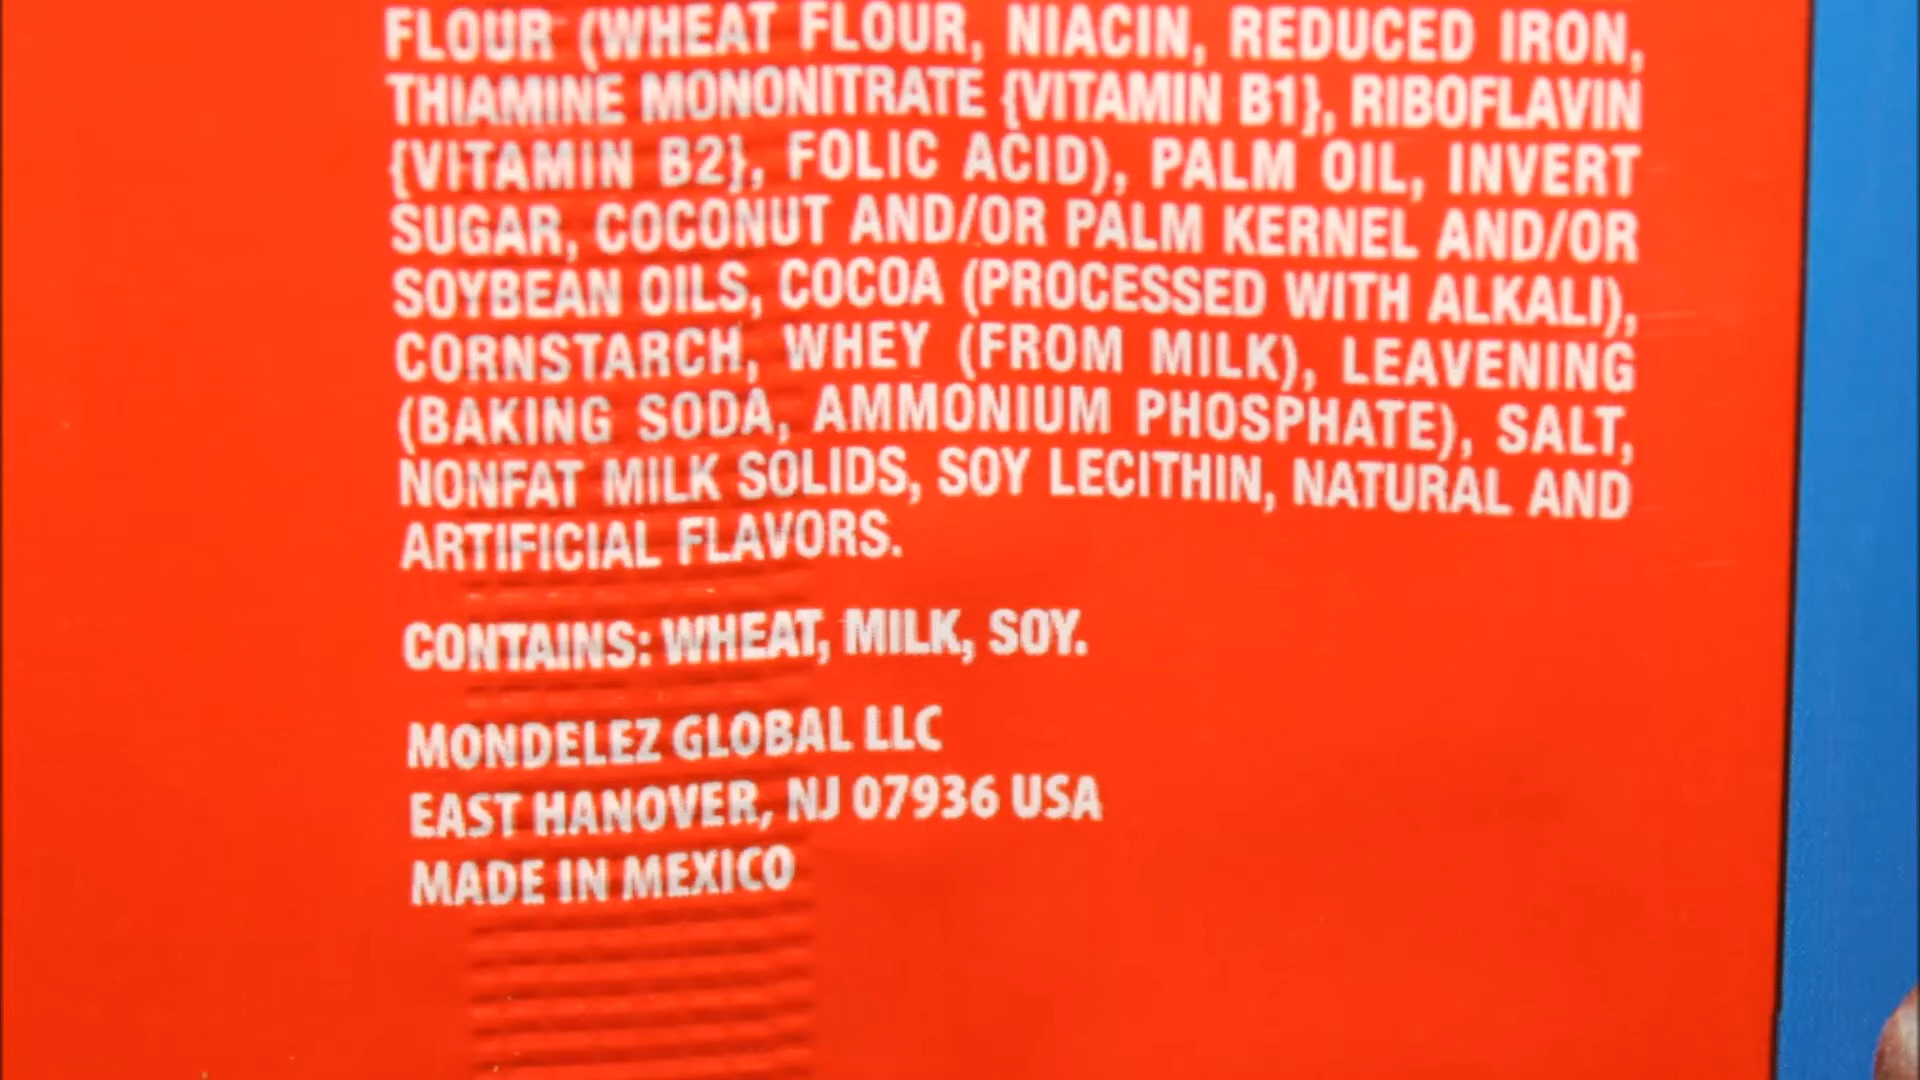 FLOUR (WHEAT FLOUR, NIACIN, REDUCED IRON,
THIAMINE MONONITRATE {VITAMIN B1}, RIBOFLAVIN
{VITAMIN B2}, FOLIC ACID), PALM OIL, INVERT
SUGAR, COCONUT AND/OR PALM KERNEL AND/OR
SOYBEAN OILS, COCOA (PROCESSED WITH ALKALI),
CORNSTARCH, WHEY (FROM MILK), LEAVENING
(BAKING SODA, AMMONIUM PHOSPHATE), SALT,
NONFAT MILK SOLIDS, SOY LECITHIN, NATURAL AND
ARTIFICIAL FLAVORS.
CONTAINS: WHEAT, MILK, SOY.
MONDELEZ GLOBAL LLC
EAST HANOVER, NJ 07936 USA
MADE IN MEXICO